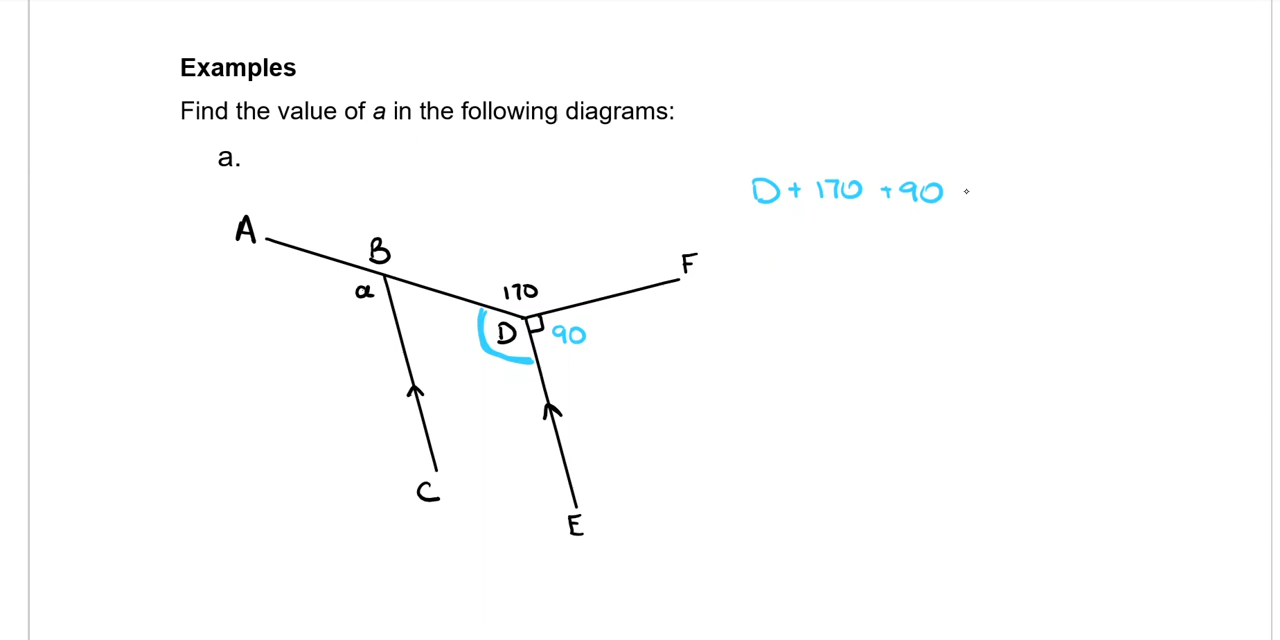 Examples
Find the value of a in the following diagrams:
a.
D + 170 + 90
A
B
F
a
170
D
90
C
E